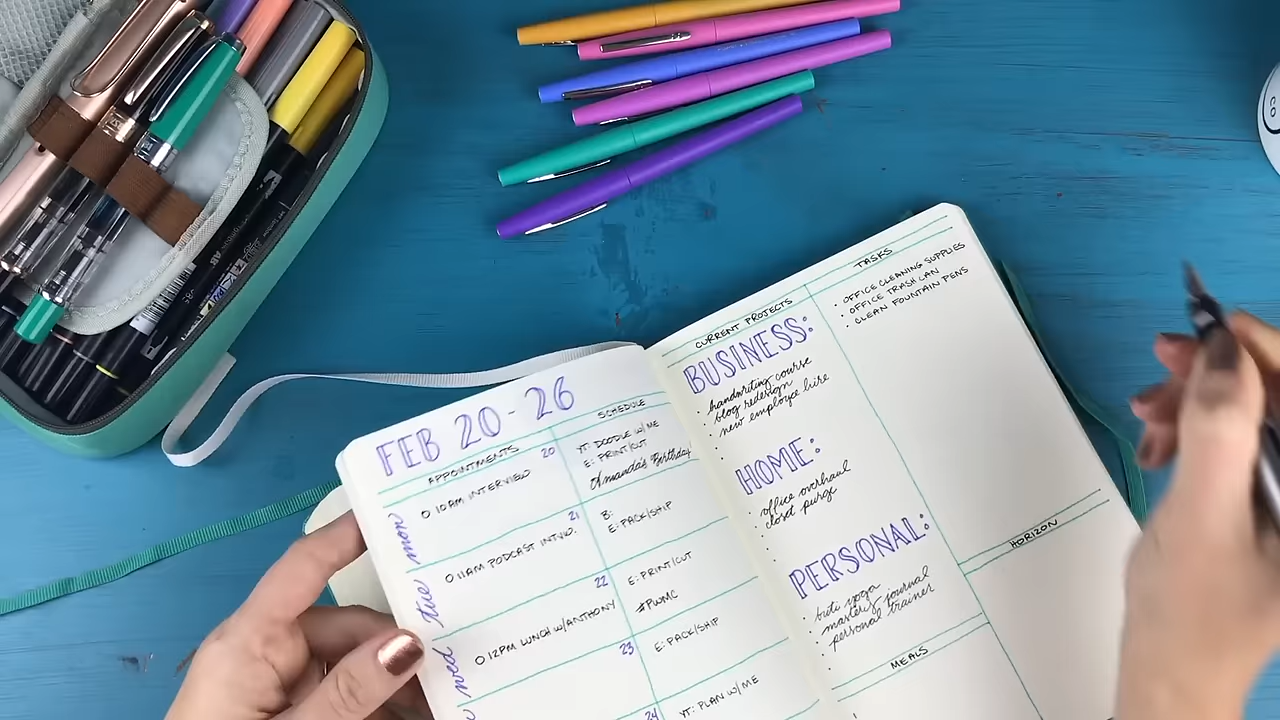 FEB 20-26
APPOINTMENTS
SCHEDULE
mon
20
O 10AM INTERVIEW
YT: DOODLE W/ME
E: PRINT/CUT
Amanda's Birthday
tue
21
O 11AM PODCAST INTVW.
B:
E: PACK/SHIP
wed
22
O 12PM LUNCH W/ANTHONY
E: PRINT/CUT
#PWMC
23
E: PACK/SHIP
24
YT: PLAN W/ME
CURRENT PROJECTS
BUSINESS:
• handwriting course
• blog redesign
• new employee hire
HOME:
• office overhaul
• closet purge
PERSONAL:
• buti yoga
• mastery journal
• personal trainer
MEALS
TASKS
• OFFICE CLEANING SUPPLIES
• OFFICE TRASH CAN
• CLEAN FOUNTAIN PENS
HORIZON